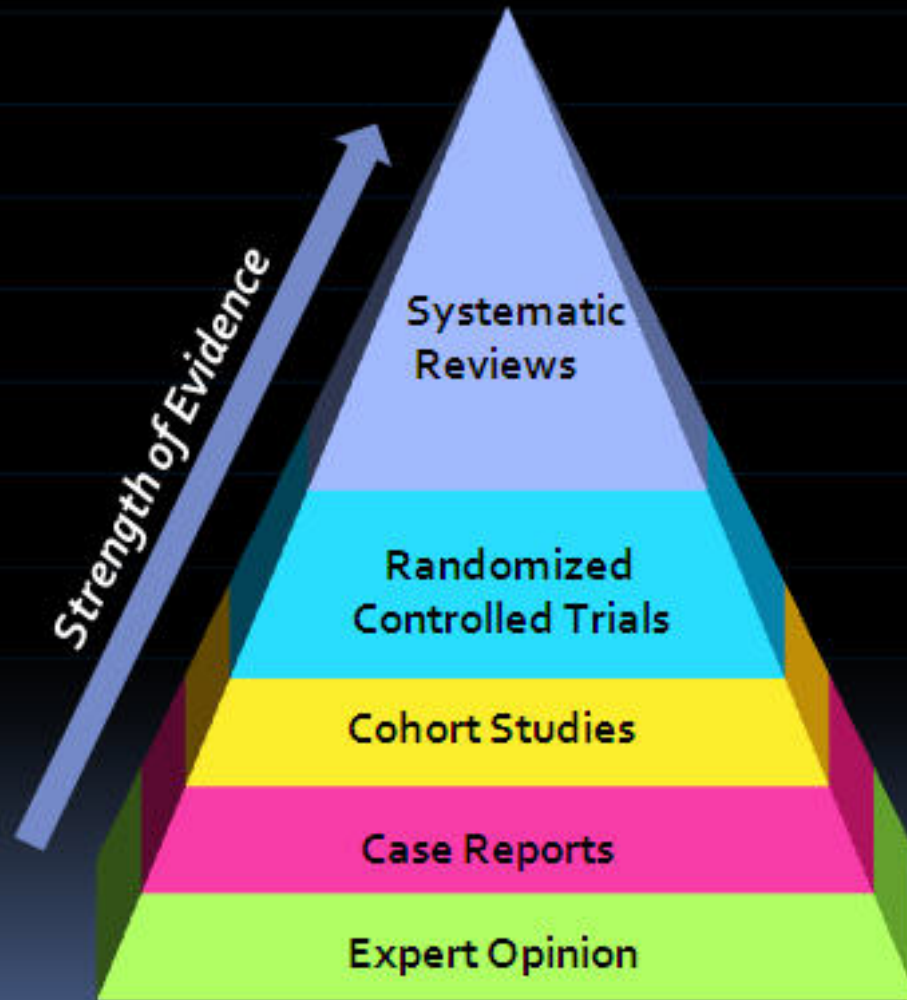 Strength of Evidence
Systematic
Reviews
Randomized
Controlled Trials
Cohort Studies
Case Reports
Expert Opinion